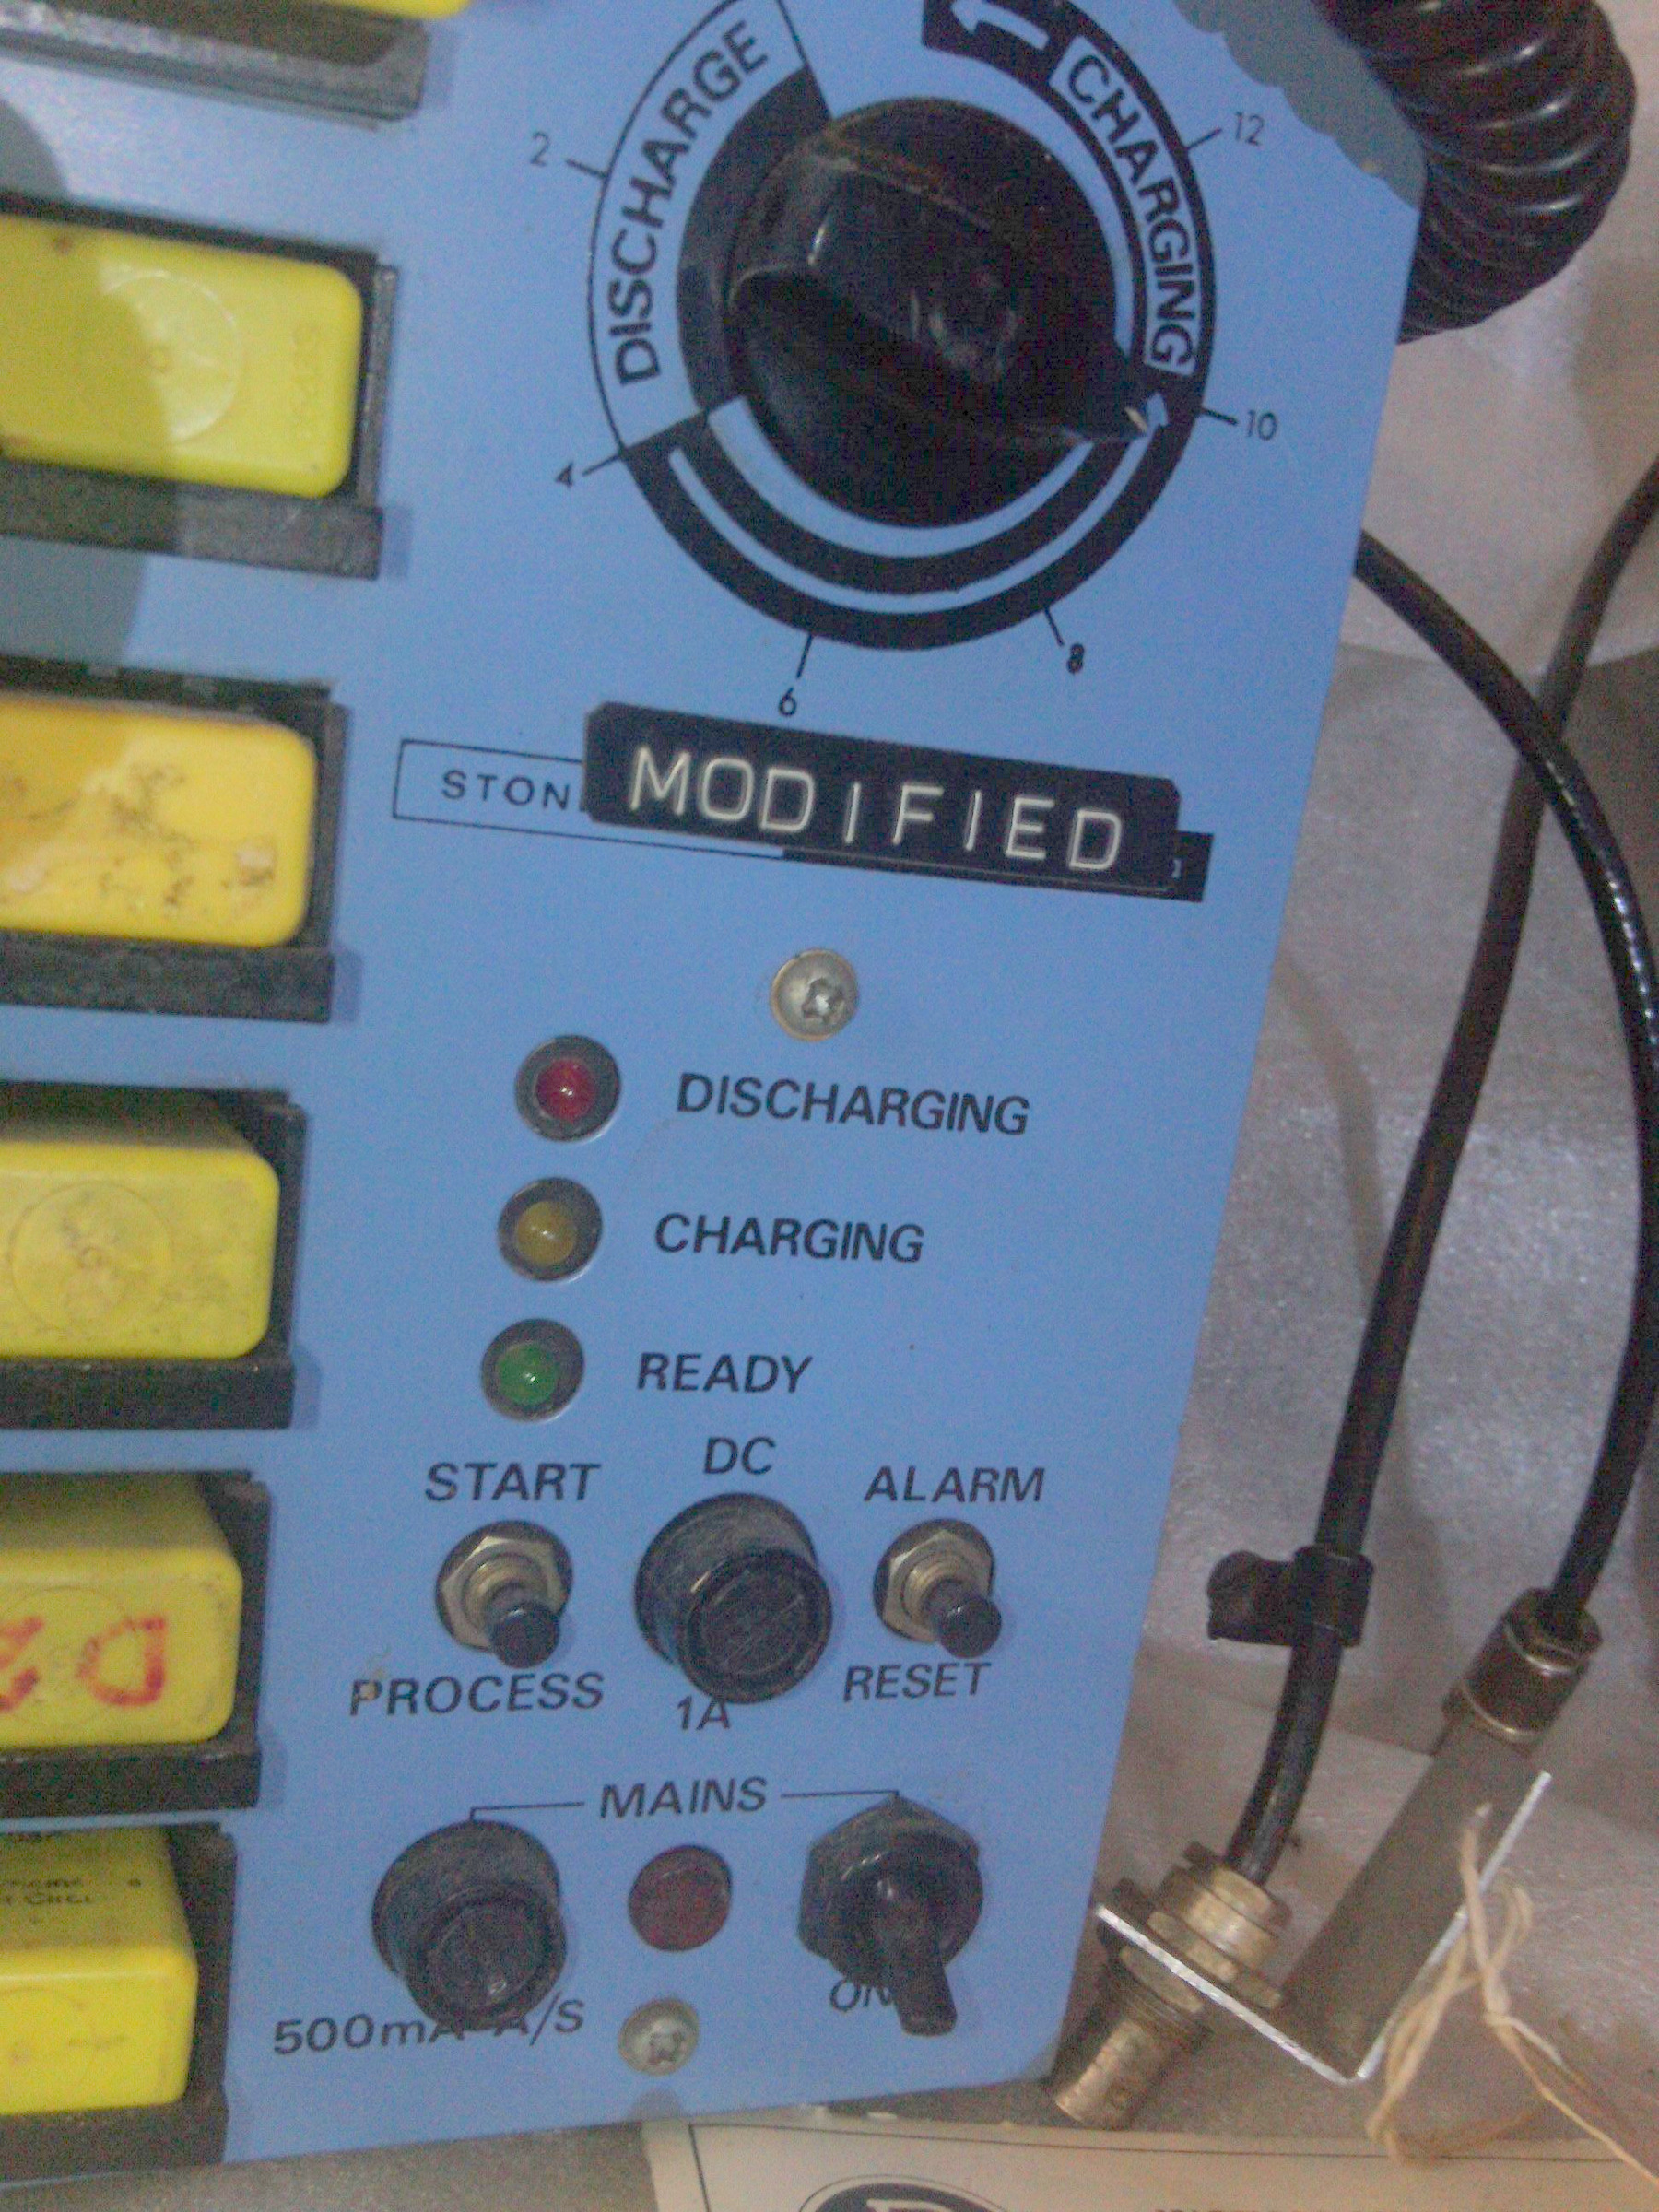 DISCHARGE
CHARGING
2
12
4
10
6
8
STON
MODIFIED
DISCHARGING
CHARGING
READY
START
DC
ALARM
PROCESS
1A
RESET
MAINS
500mA A/S
ON
D